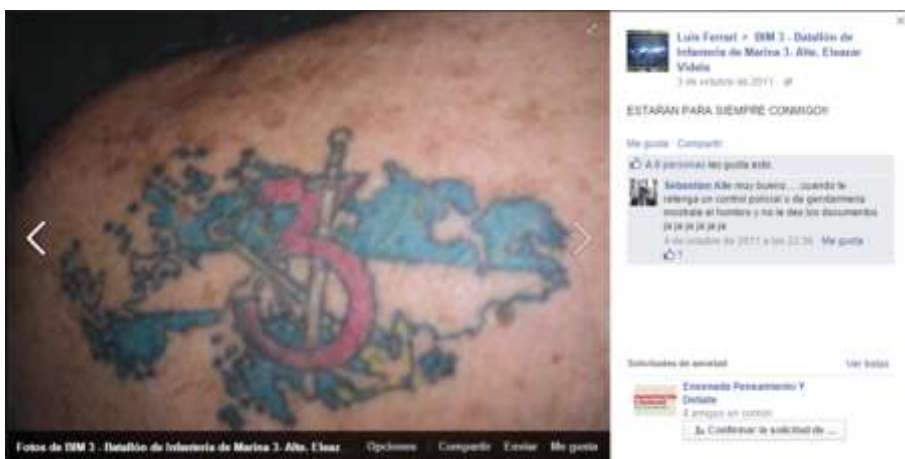 3
Luis Ferrari ▸ BIM 3 - Batallón de
Infantería de Marina 3. Alte. Eleazar
Videla
3 de octubre de 2011
ESTARAN PARA SIEMPRE CONMIGO!!
Me gusta · Compartir
A 8 personas les gusta esto.
Sebastian Alle muy bueno.... cuando te
retenga un control policial o de gendarmeria
mostrale el hombro y no le des los documentos
ja ja ja ja ja ja
4 de octubre de 2011 a las 22:56 · Me gusta
Solicitudes de amistad
Ver todas
Ensenada Pensamiento Y
Debate
amigos en común
Confirmar la solicitud de ...
Fotos de BIM 3 - Batallón de Infantería de Marina 3. Alte. Eleaz
Opciones Compartir Enviar Me gusta